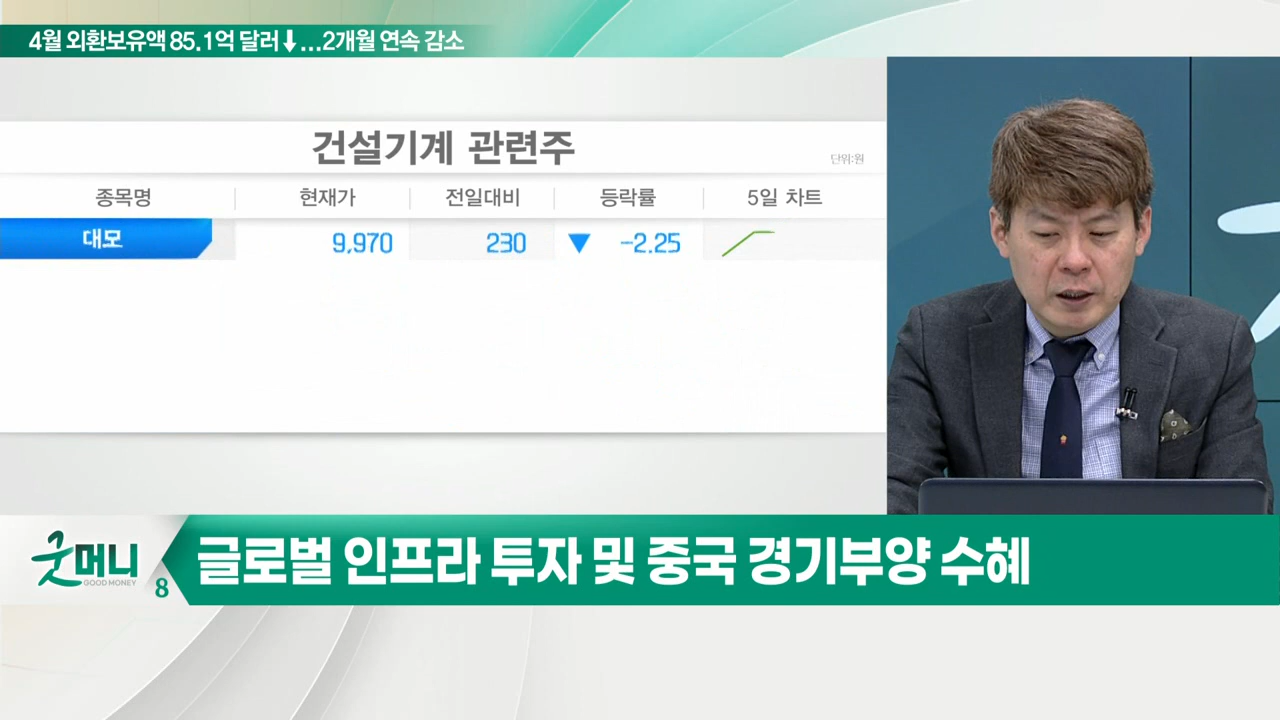 4월 외환보유액 85.1억 달러↓...2개월 연속 감소
건설기계 관련주
단위:원
종목명 현재가 전일대비 등락률 5일 차트
대모 9,970 230 ▼ -2.25
굿머니
GOOD MONEY
8
글로벌 인프라 투자 및 중국 경기부양 수혜